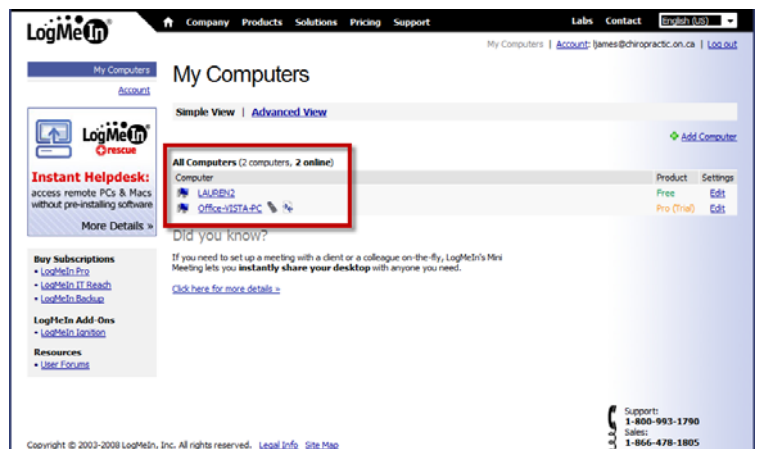 LogMeIn®
Company Products Solutions Pricing Support Labs Contact English (US)
My Computers | Account: ljames@chiropractic.on.ca | Log out
My Computers
Account
My Computers
Simple View | Advanced View
Add Computer
LogMeIn®
rescue
Instant Helpdesk:
access remote PCs & Macs
without pre-installing software
More Details »
All Computers (2 computers, 2 online)
Computer Product Settings
LAUREN2 Free Edit
Office-VISTA-PC Pro (Trial) Edit
Did you know?
If you need to set up a meeting with a client or a colleague on-the-fly, LogMeIn's Mini
Meeting lets you instantly share your desktop with anyone you need.
Click here for more details »
Buy Subscriptions
• LogMeIn Pro
• LogMeIn IT Reach
• LogMeIn Backup
LogMeIn Add-Ons
• LogMeIn Ignition
Resources
• User Forums
Support:
1-800-993-1790
Sales:
1-866-478-1805
Copyright © 2003-2008 LogMeIn, Inc. All rights reserved. Legal Info Site Map